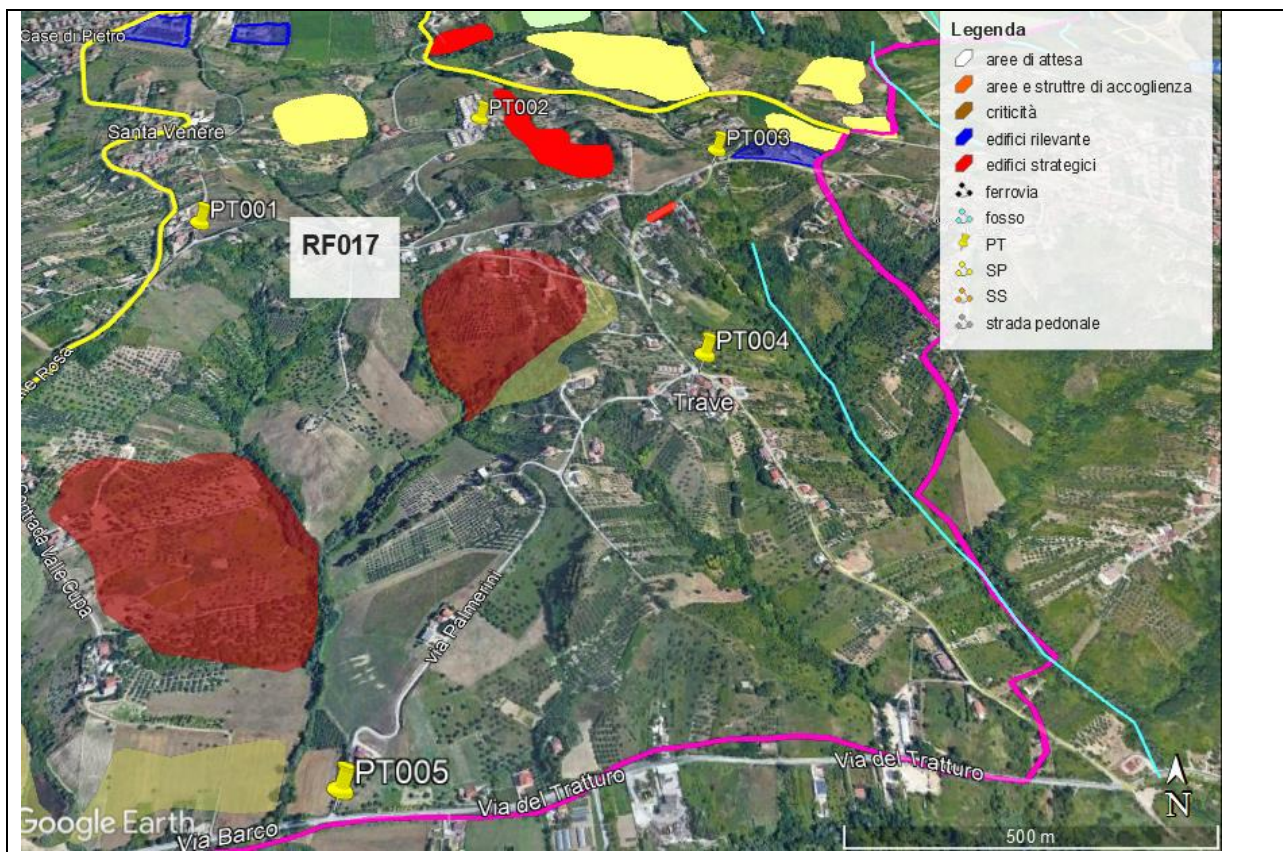 Case di Pietro
Santa Venere
PT001
PT002
PT003
RF017
PT004
Trave
ne Rosa
Contrada Valle Cupa
via Palmerini
PT005
Via Barco
Via del Tratturo
Via del Tratturo
Google Earth
Legenda
aree di attesa
aree e struttre di accoglienza
criticità
edifici rilevante
edifici strategici
ferrovia
fosso
PT
SP
SS
strada pedonale
N
500 m